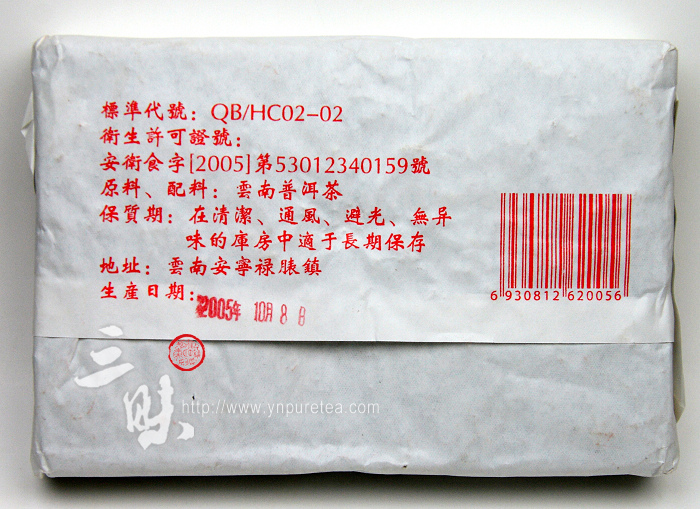 標準代號：QB/HC02-02
衛生許可證號：
安衛食字[2005]第53012340159號
原料、配料：雲南普洱茶
保質期：在清潔、通風、避光、無异
味的庫房中適于長期保存
地址：雲南安寧禄脿鎮
生産日期：
2005年 10月 8日
6 930812 620056
三味
http://www.ynpuretea.com